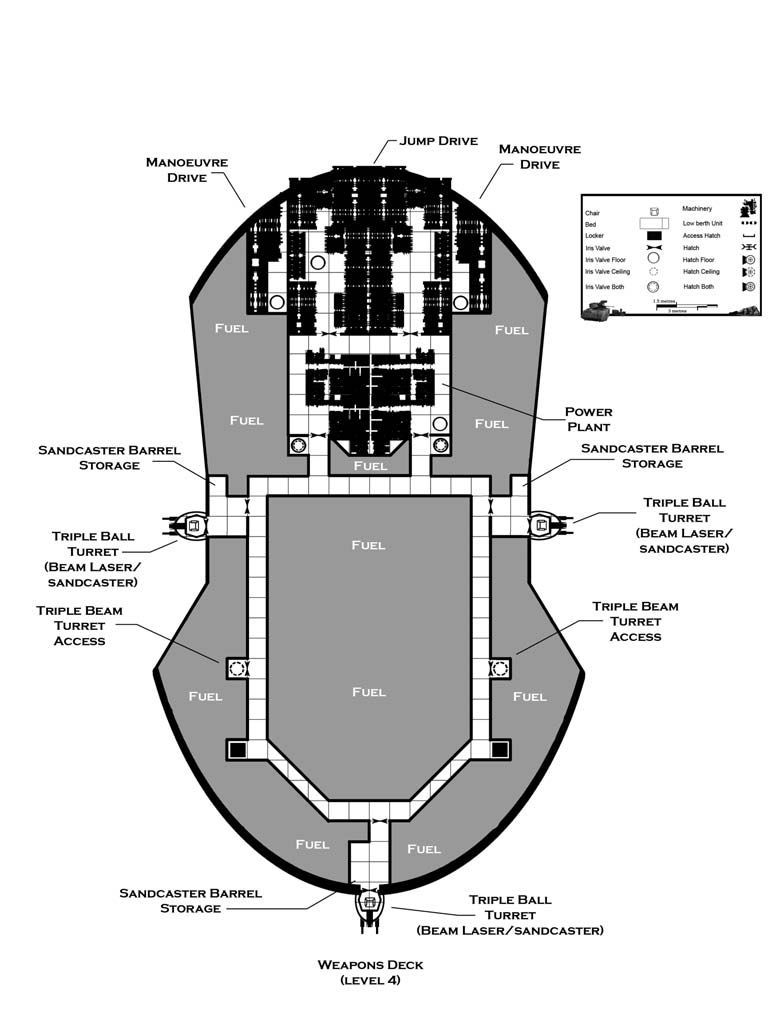 Jump Drive
Manoeuvre
Drive
Manoeuvre
Drive
Chair
Machinery
Bed
Low berth Unit
Locker
Access Hatch
Iris Valve
Hatch
Iris Valve Floor
Hatch Floor
Iris Valve Ceiling
Hatch Ceiling
Iris Valve Both
Hatch Both
1.5 metres
3 metres
Fuel
Fuel
Fuel
Fuel
Power
Plant
Sandcaster Barrel
Storage
Sandcaster Barrel
Storage
Fuel
Triple Ball
Turret
(Beam Laser/
sandcaster)
Triple Ball
Turret
(Beam Laser/
sandcaster)
Fuel
Triple Beam
Turret
Access
Triple Beam
Turret
Access
Fuel
Fuel
Fuel
Fuel
Fuel
Sandcaster Barrel
Storage
Triple Ball
Turret
(Beam Laser/sandcaster)
Weapons Deck
(level 4)